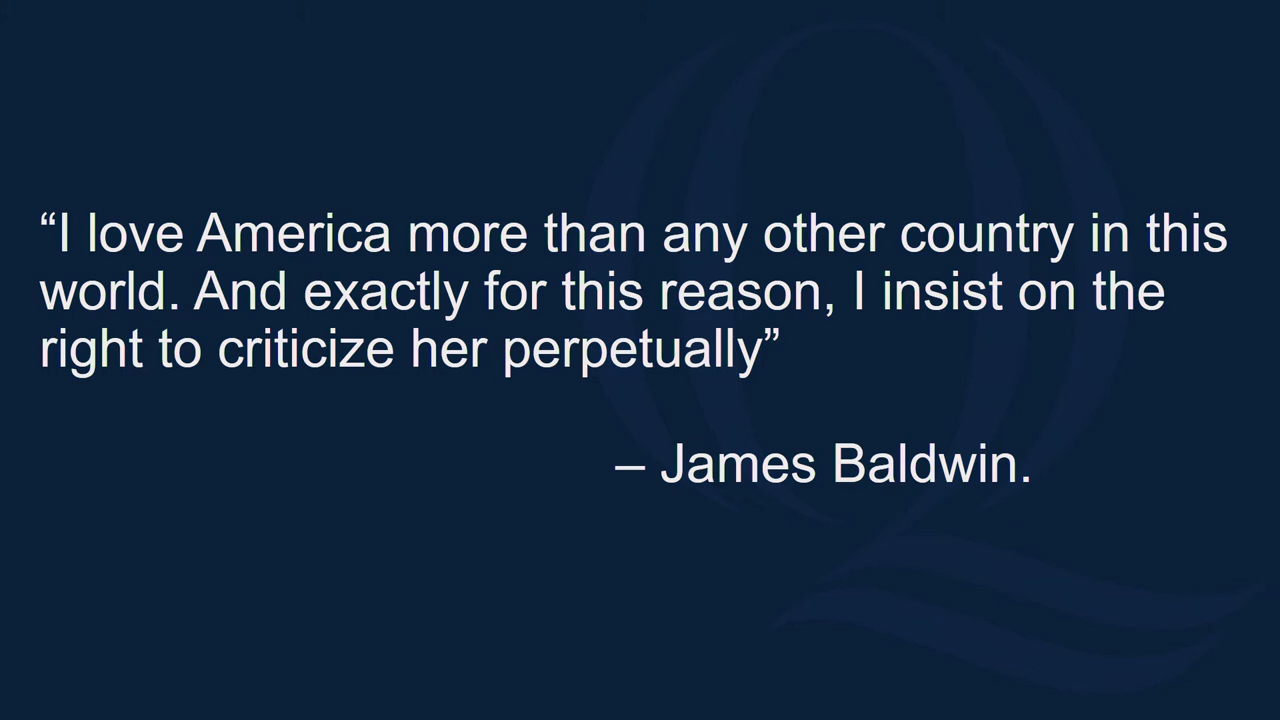 “I love America more than any other country in this
world. And exactly for this reason, I insist on the
right to criticize her perpetually”
– James Baldwin.